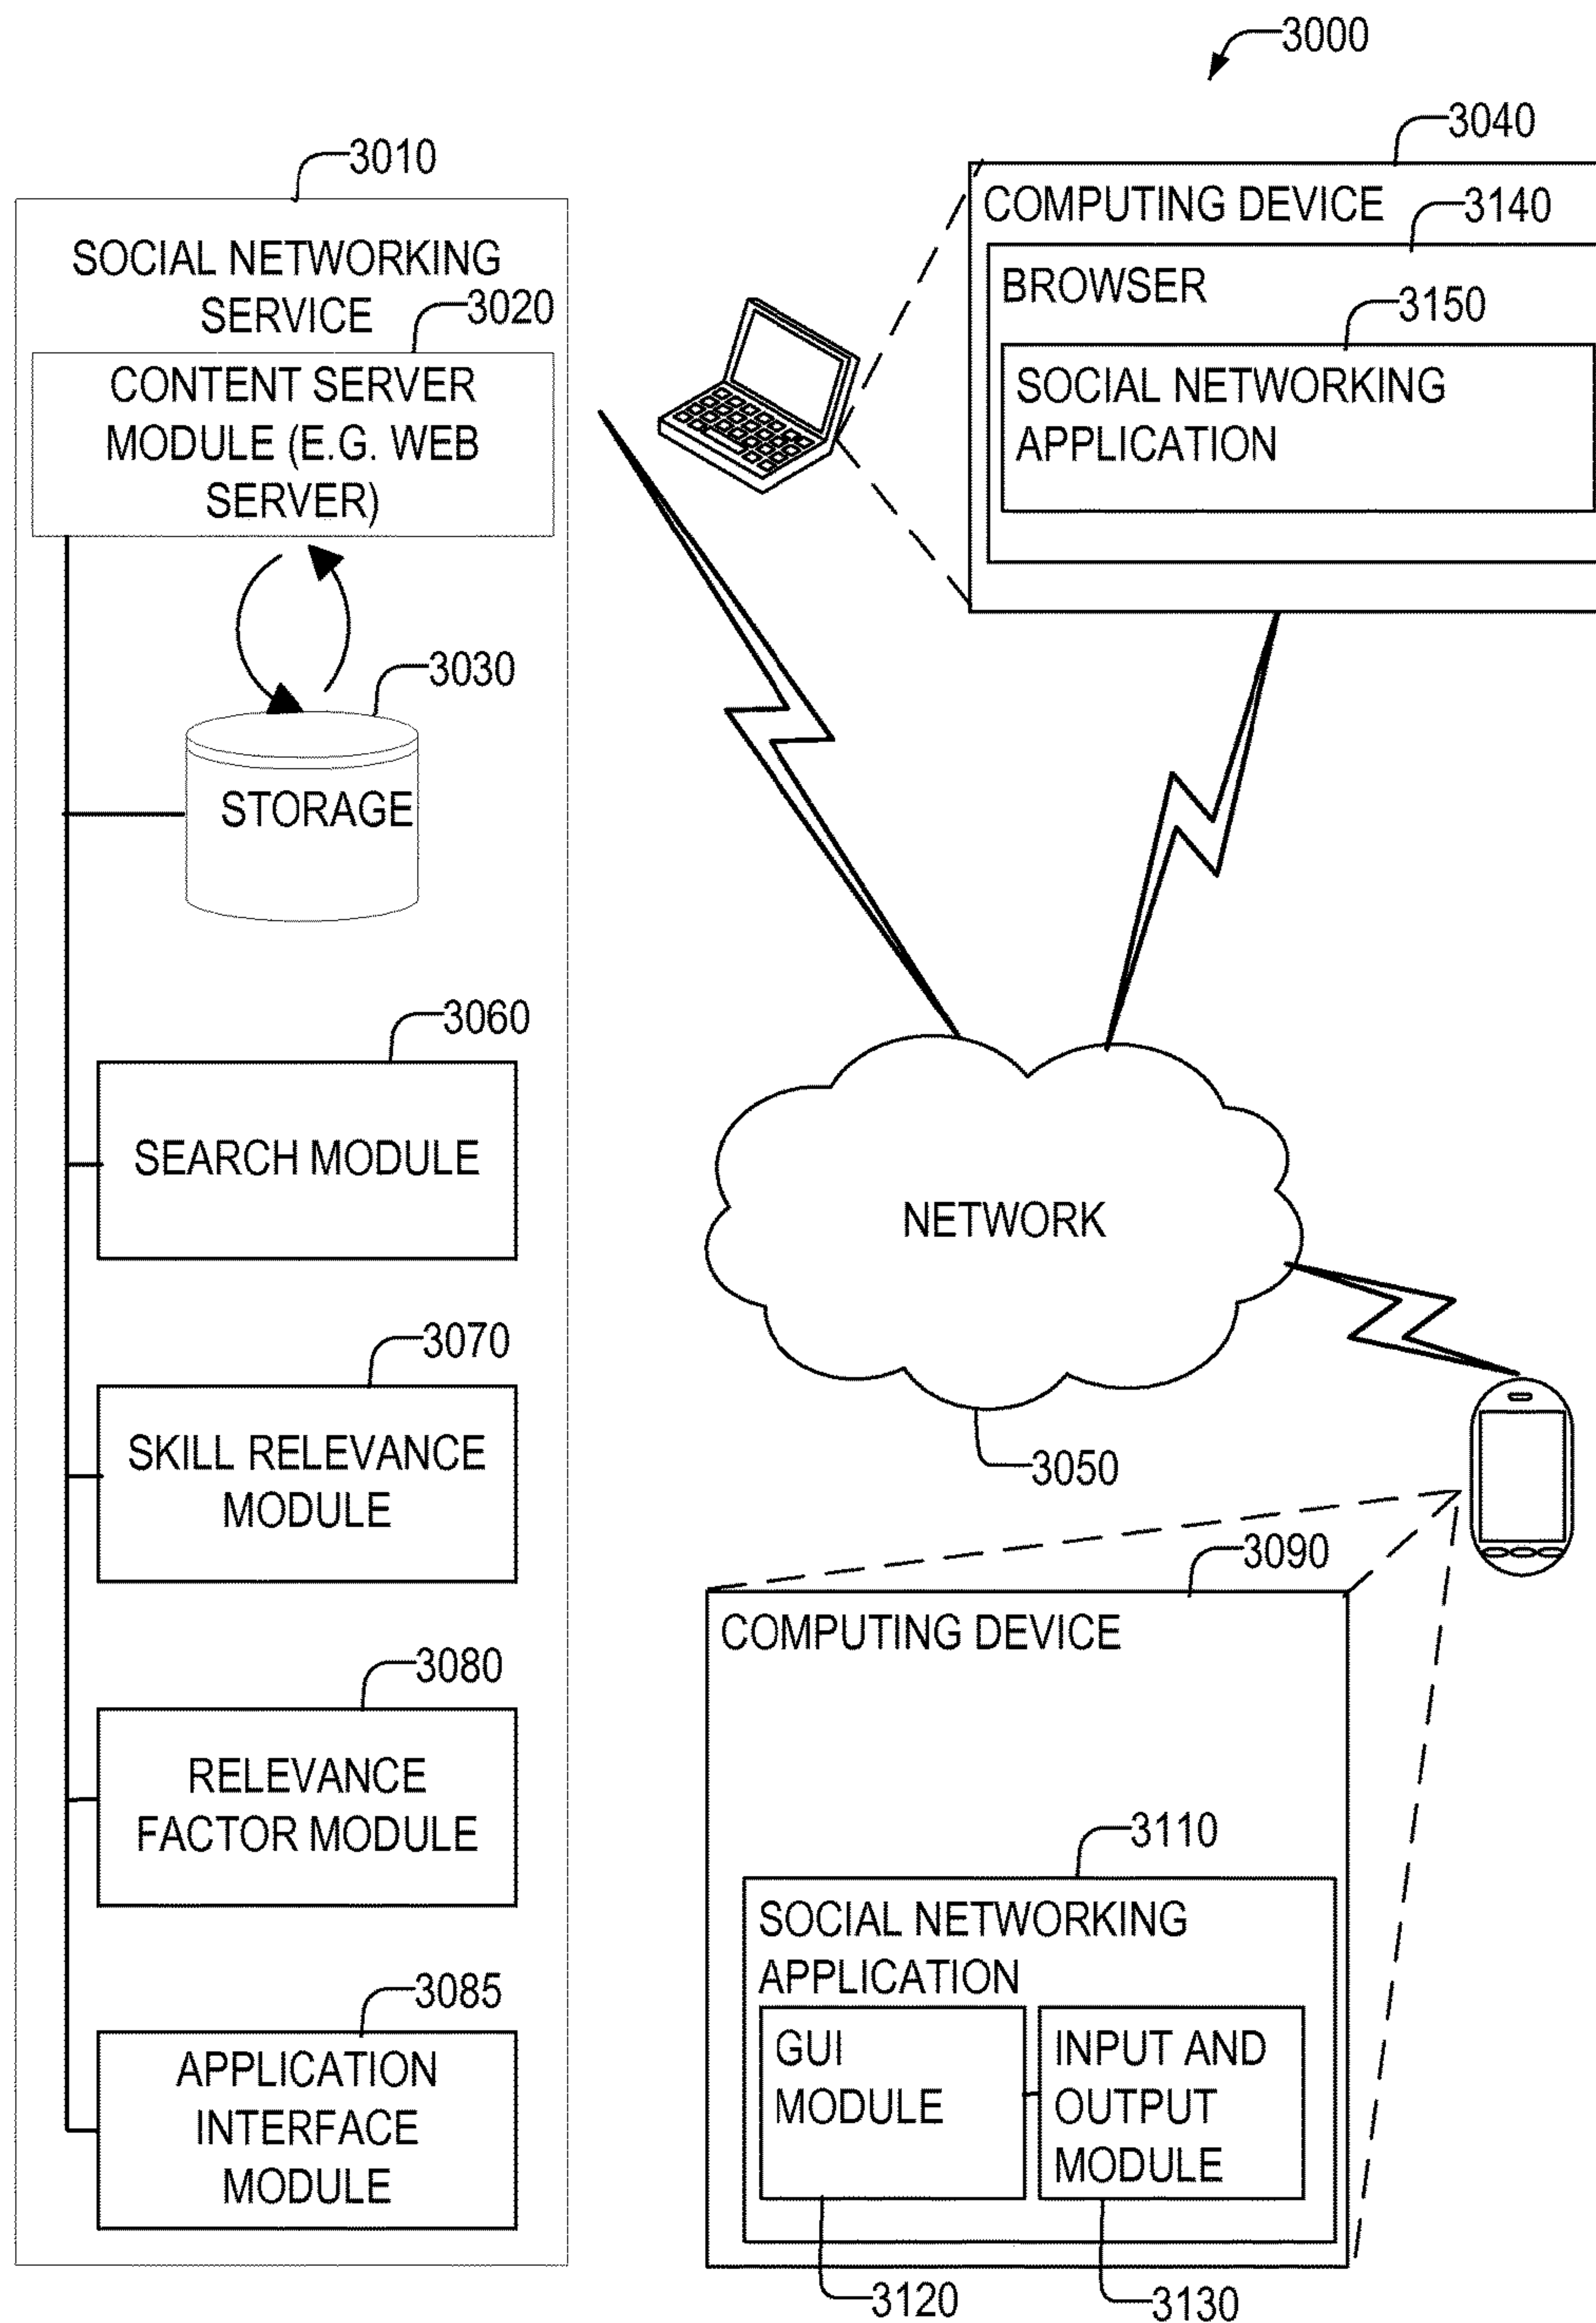 3000
3010
SOCIAL NETWORKING
SERVICE
3020
CONTENT SERVER
MODULE (E.G. WEB
SERVER)
3030
STORAGE
3060
SEARCH MODULE
3070
SKILL RELEVANCE
MODULE
3080
RELEVANCE
FACTOR MODULE
3085
APPLICATION
INTERFACE
MODULE
3040
COMPUTING DEVICE
3140
BROWSER
3150
SOCIAL NETWORKING
APPLICATION
NETWORK
3050
3090
COMPUTING DEVICE
3110
SOCIAL NETWORKING
APPLICATION
GUI
MODULE
INPUT AND
OUTPUT
MODULE
3120
3130